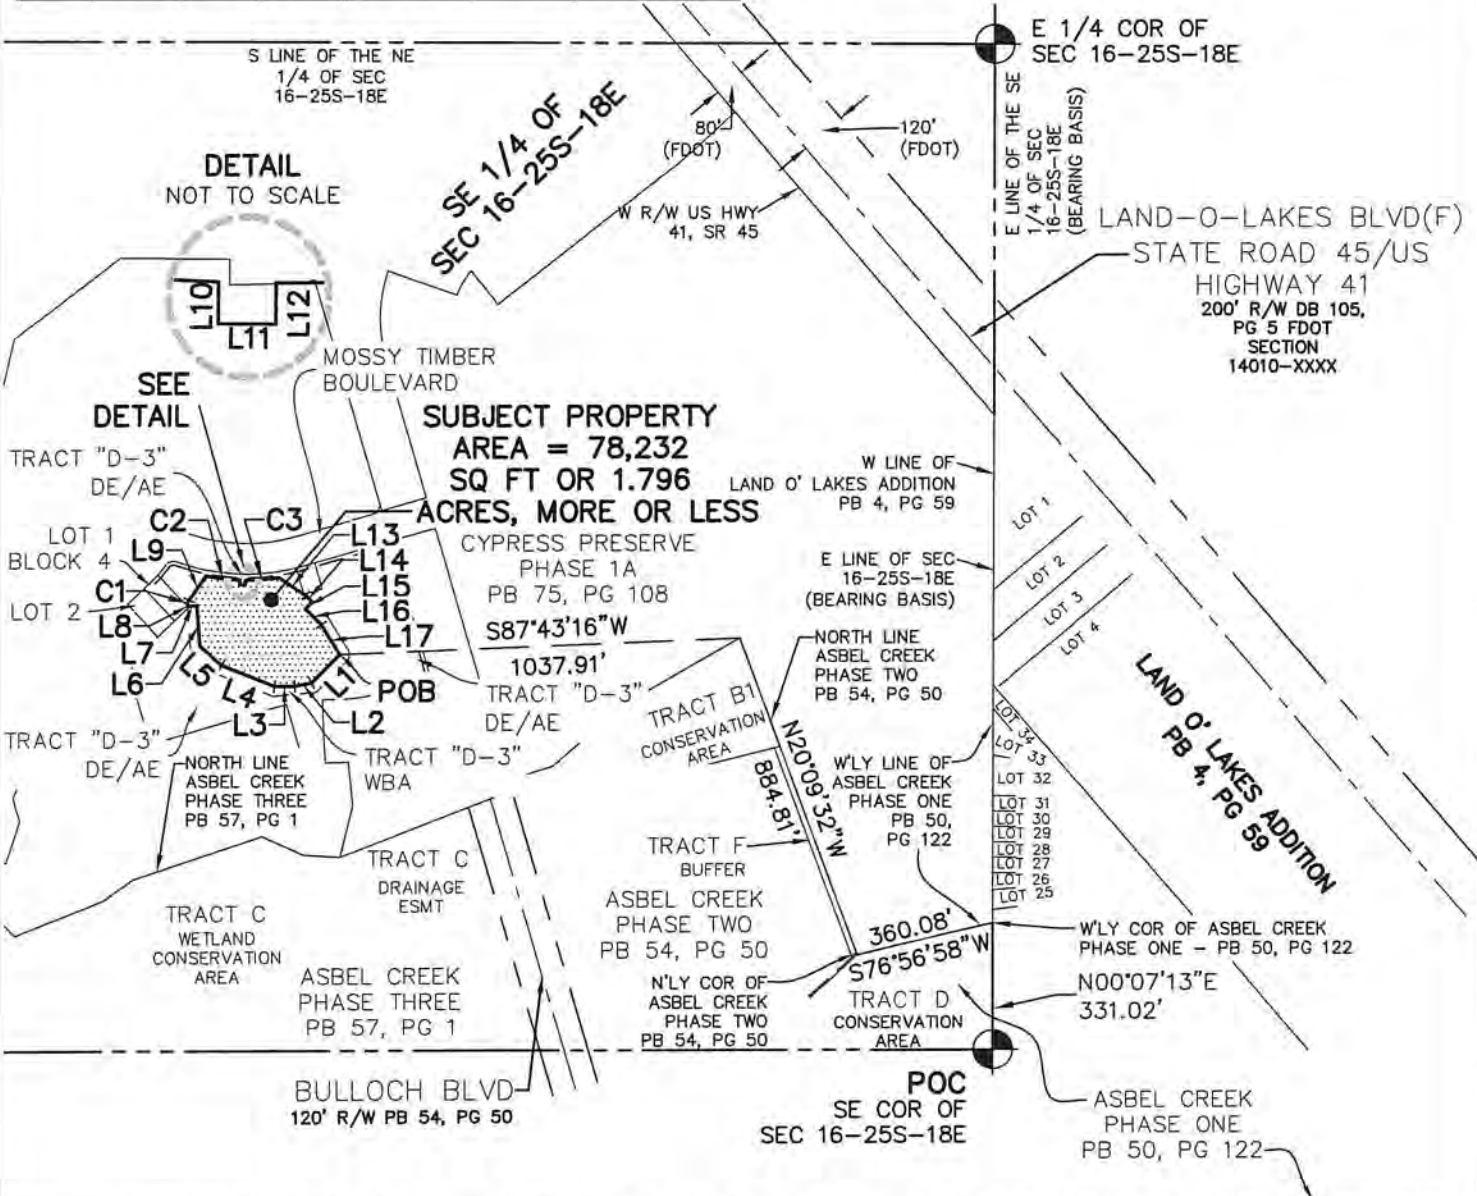 E 1/4 COR OF
SEC 16-25S-18E
S LINE OF THE NE
1/4 OF SEC
16-25S-18E
SE 1/4 OF
SEC 16-25S-18E
80'
(FDOT)
120'
(FDOT)
E LINE OF THE SE
1/4 OF SEC
16-25S-18E
(BEARING BASIS)
DETAIL
NOT TO SCALE
W R/W US HWY
41, SR 45
LAND-O-LAKES BLVD(F)
STATE ROAD 45/US
HIGHWAY 41
200' R/W DB 105,
PG 5 FDOT
SECTION
14010-XXXX
L10
L11
L12
MOSSY TIMBER
BOULEVARD
SEE
DETAIL
SUBJECT PROPERTY
AREA = 78,232
SQ FT OR 1.796
ACRES, MORE OR LESS
TRACT "D-3"
DE/AE
W LINE OF
LAND O' LAKES ADDITION
PB 4, PG 59
LOT 1
BLOCK 4
LOT 2
C2
C3
L9
C1
L8
L7
L6
L5
L4
L3
L13
L14
L15
L16
L17
L1
L2
POB
CYPRESS PRESERVE
PHASE 1A
PB 75, PG 108
E LINE OF SEC
16-25S-18E
(BEARING BASIS)
LOT 1
LOT 2
LOT 3
LOT 4
S87°43'16"W
1037.91'
TRACT "D-3"
DE/AE
NORTH LINE
ASBEL CREEK
PHASE TWO
PB 54, PG 50
LAND O' LAKES ADDITION
PB 4, PG 59
TRACT "D-3"
DE/AE
TRACT "D-3"
WBA
NORTH LINE
ASBEL CREEK
PHASE THREE
PB 57, PG 1
TRACT B1
CONSERVATION
AREA
N20°09'32"W
884.81'
W'LY LINE OF
ASBEL CREEK
PHASE ONE
PB 50,
PG 122
LOT 34
LOT 33
LOT 32
LOT 31
LOT 30
LOT 29
LOT 28
LOT 27
LOT 26
LOT 25
TRACT F
BUFFER
TRACT C
DRAINAGE
ESMT
ASBEL CREEK
PHASE TWO
PB 54, PG 50
TRACT C
WETLAND
CONSERVATION
AREA
360.08'
S76°56'58"W
W'LY COR OF ASBEL CREEK
PHASE ONE - PB 50, PG 122
ASBEL CREEK
PHASE THREE
PB 57, PG 1
N'LY COR OF
ASBEL CREEK
PHASE TWO
PB 54, PG 50
TRACT D
CONSERVATION
AREA
N00°07'13"E
331.02'
BULLOCH BLVD
120' R/W PB 54, PG 50
POC
SE COR OF
SEC 16-25S-18E
ASBEL CREEK
PHASE ONE
PB 50, PG 122